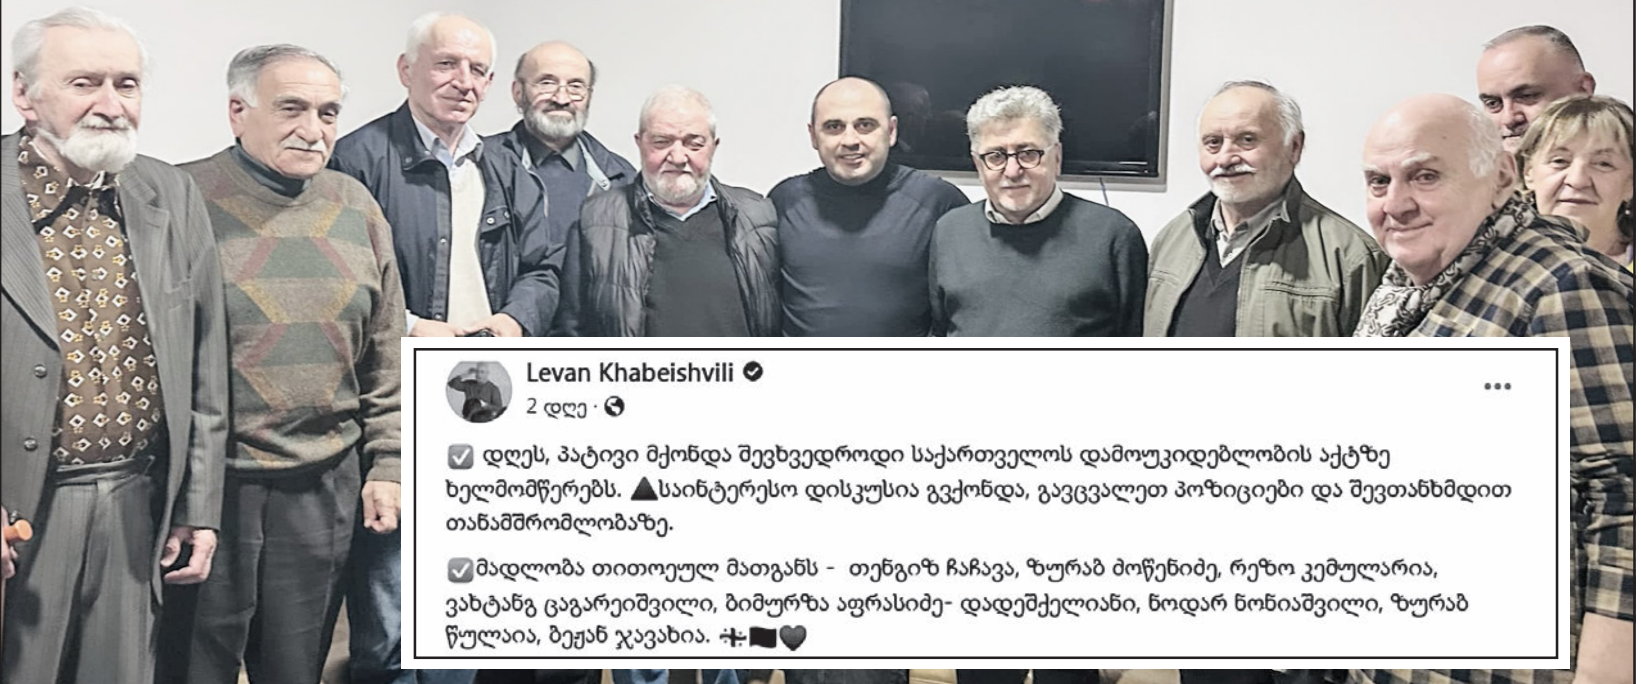 Levan Khabeishvili
2 დღე ·
დღეს, პატივი მქონდა შევხვედროდი საქართველოს დამოუკიდებლობის აქტზე
ხელმომწერებს. საინტერესო დისკუსია გვქონდა, გავცვალეთ პოზიციები და შევთანხმდით
თანამშრომლობაზე.
მადლობა თითოეულ მათგანს - თენგიზ ჩაჩავა, ზურაბ ძოწენიძე, რეზო კემულარია,
ვახტანგ ცაგარეიშვილი, ბიმურზა აფრასიძე- დადეშქელიანი, ნოდარ ნონიაშვილი, ზურაბ
წულაია, ბეჟან ჯავახია.